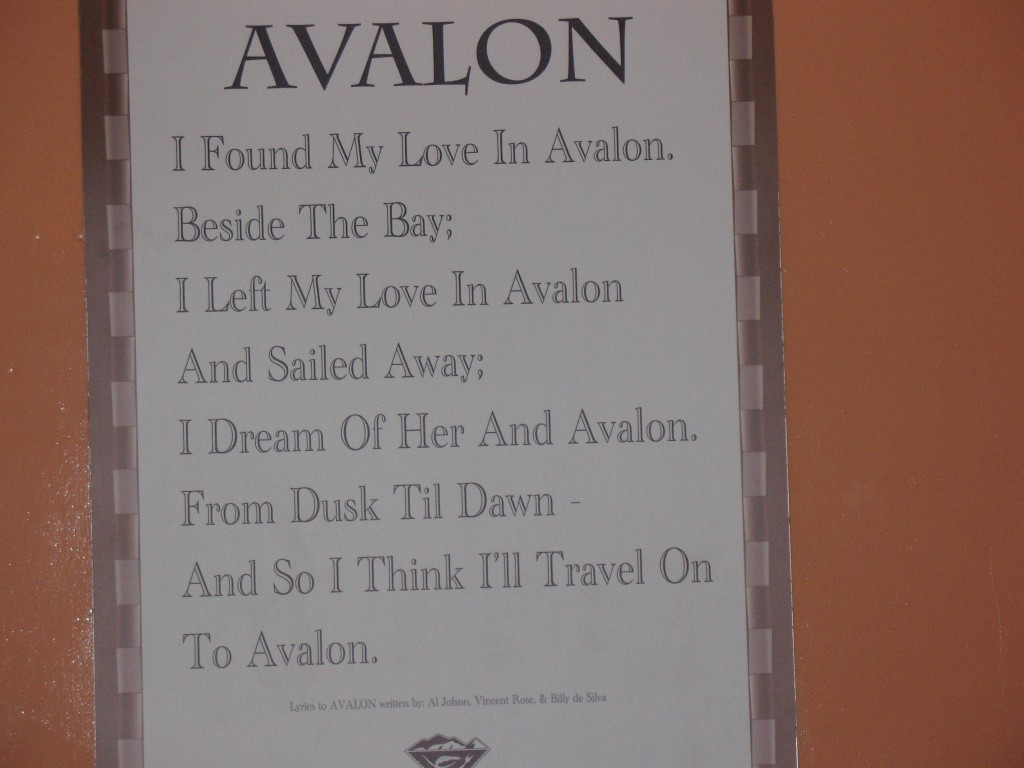 AVALON
I Found My Love In Avalon.
Beside The Bay;
I Left My Love In Avalon
And Sailed Away;
I Dream Of Her And Avalon.
From Dusk Til Dawn -
And So I Think I'll Travel On
To Avalon.
Lyrics to AVALON written by: Al Jolson, Vincent Rose, & Billy de Silva